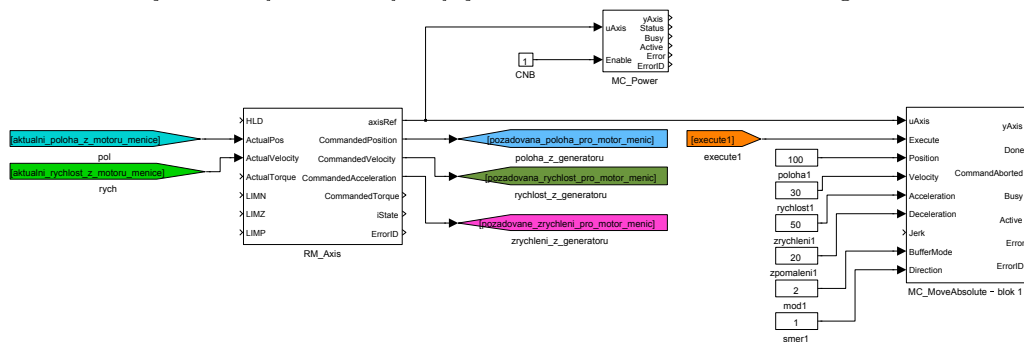 yAxis
uAxis
Status
Busy
Active
Enable
Error
ErrorID
1
CNB
MC_Power
HLD
axisRef
[aktualni_poloha_z_motoru_menice]
pol
ActualPos
CommandedPosition
[pozadovana_poloha_pro_motor_menic]
poloha_z_generatoru
[aktualni_rychlost_z_motoru_menice]
rych
ActualVelocity
CommandedVelocity
[pozadovana_rychlost_pro_motor_menic]
rychlost_z_generatoru
ActualTorque
CommandedAcceleration
LIMN
CommandedTorque
LIMZ
iState
[pozadovane_zrychleni_pro_motor_menic]
zrychleni_z_generatoru
LIMP
ErrorID
RM_Axis
[execute1]
execute1
100
poloha1
30
rychlost1
50
zrychleni1
20
zpomaleni1
2
mod1
1
smer1
uAxis
yAxis
Execute
Done
Position
Velocity
CommandAborted
Acceleration
Busy
Deceleration
Active
Jerk
Error
BufferMode
ErrorID
Direction
MC_MoveAbsolute - blok 1